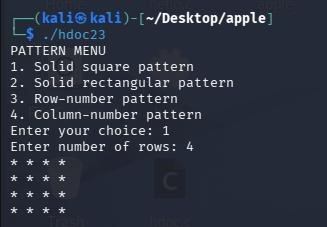 ┌──(kali㉿kali)-[~/Desktop/apple]
└─$ ./hdoc23
PATTERN MENU
1. Solid square pattern
2. Solid rectangular pattern
3. Row-number pattern
4. Column-number pattern
Enter your choice: 1
Enter number of rows: 4
* * * *
* * * *
* * * *
* * * *
Trash